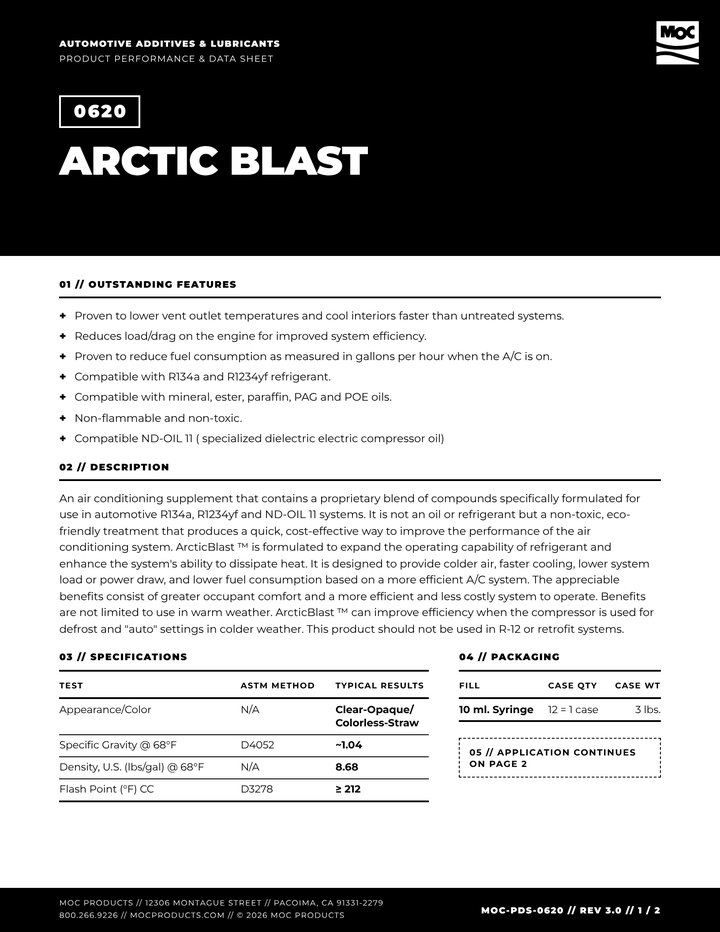 AUTOMOTIVE ADDITIVES & LUBRICANTS
PRODUCT PERFORMANCE & DATA SHEET
MOC
0620
ARCTIC BLAST
01 // OUTSTANDING FEATURES
+ Proven to lower vent outlet temperatures and cool interiors faster than untreated systems.
+ Reduces load/drag on the engine for improved system efficiency.
+ Proven to reduce fuel consumption as measured in gallons per hour when the A/C is on.
+ Compatible with R134a and R1234yf refrigerant.
+ Compatible with mineral, ester, paraffin, PAG and POE oils.
+ Non-flammable and non-toxic.
+ Compatible ND-OIL 11 ( specialized dielectric electric compressor oil)
02 // DESCRIPTION
An air conditioning supplement that contains a proprietary blend of compounds specifically formulated for
use in automotive R134a, R1234yf and ND-OIL 11 systems. It is not an oil or refrigerant but a non-toxic, eco-
friendly treatment that produces a quick, cost-effective way to improve the performance of the air
conditioning system. ArcticBlast ™ is formulated to expand the operating capability of refrigerant and
enhance the system's ability to dissipate heat. It is designed to provide colder air, faster cooling, lower system
load or power draw, and lower fuel consumption based on a more efficient A/C system. The appreciable
benefits consist of greater occupant comfort and a more efficient and less costly system to operate. Benefits
are not limited to use in warm weather. ArcticBlast ™ can improve efficiency when the compressor is used for
defrost and "auto" settings in colder weather. This product should not be used in R-12 or retrofit systems.
03 // SPECIFICATIONS
TEST ASTM METHOD TYPICAL RESULTS
Appearance/Color N/A Clear-Opaque/
Colorless-Straw
Specific Gravity @ 68°F D4052 ~1.04
Density, U.S. (lbs/gal) @ 68°F N/A 8.68
Flash Point (°F) CC D3278 ≥ 212
04 // PACKAGING
FILL CASE QTY CASE WT
10 ml. Syringe 12 = 1 case 3 lbs.
05 // APPLICATION CONTINUES
ON PAGE 2
MOC PRODUCTS // 12306 MONTAGUE STREET // PACOIMA, CA 91331-2779
800.266.9226 // MOCPRODUCTS.COM // © 2026 MOC PRODUCTS
MOC-PDS-0620 // REV 3.0 // 1 / 2